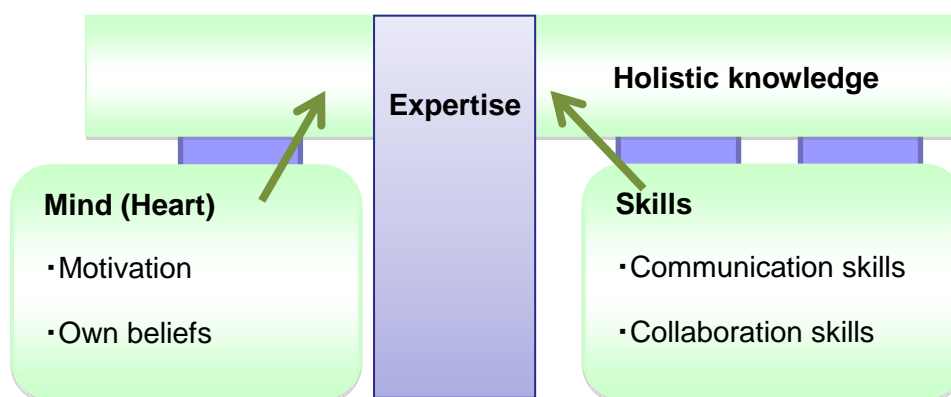 Holistic knowledge
Expertise
Mind (Heart)
・Motivation
・Own beliefs
Skills
・Communication skills
・Collaboration skills